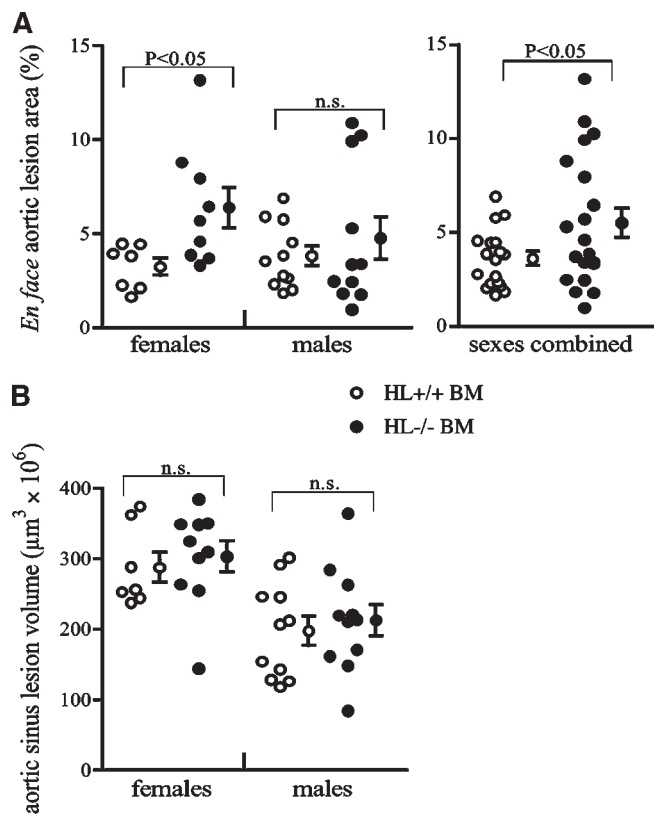 A
En face aortic lesion area (%)
15
10
5
0
P<0.05
n.s.
females
males
15
10
5
0
P<0.05
sexes combined
HL+/+ BM
HL-/- BM
B
aortic sinus lesion volume (μm³ × 10⁶)
400
300
200
100
0
n.s.
n.s.
females
males